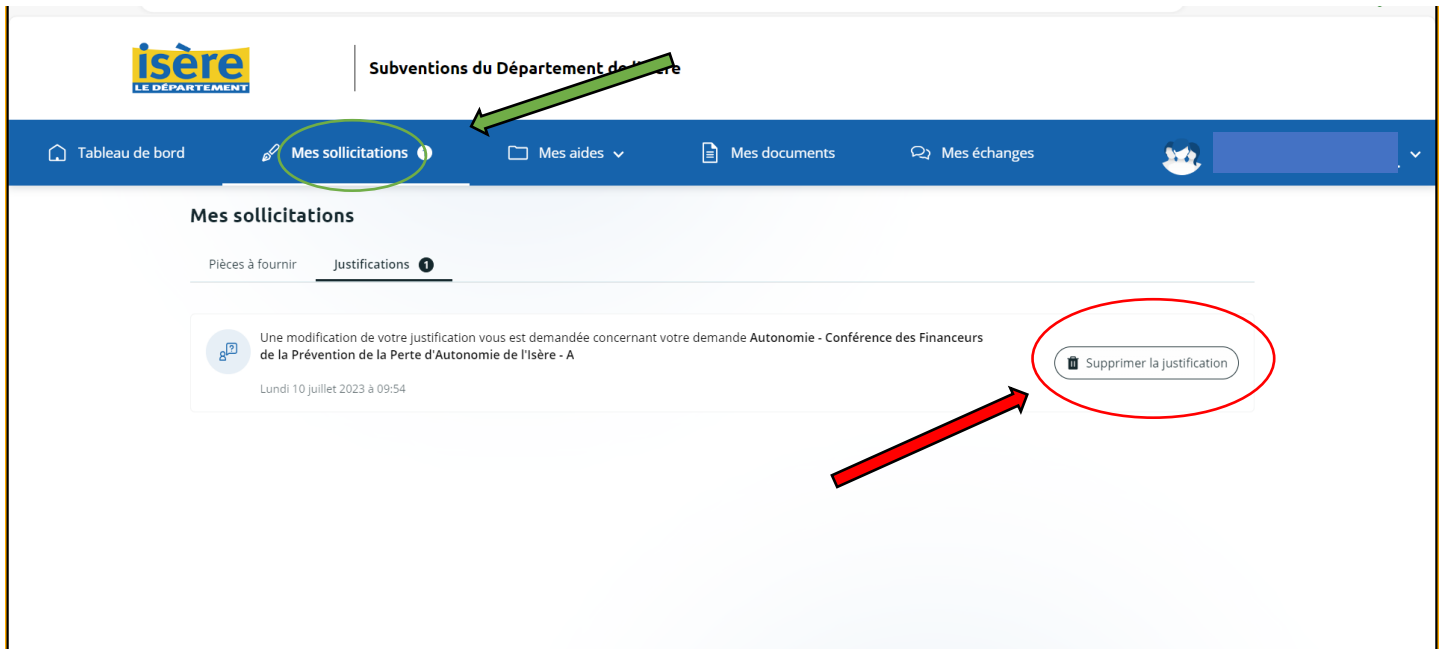 isère
LE DÉPARTEMENT
Subventions du Département de l'Isère
Tableau de bord
Mes sollicitations
Mes aides
Mes documents
Mes échanges
Mes sollicitations
Pièces à fournir
Justifications 1
Une modification de votre justification vous est demandée concernant votre demande Autonomie - Conférence des Financeurs
de la Prévention de la Perte d'Autonomie de l'Isère - A
Supprimer la justification
Lundi 10 juillet 2023 à 09:54